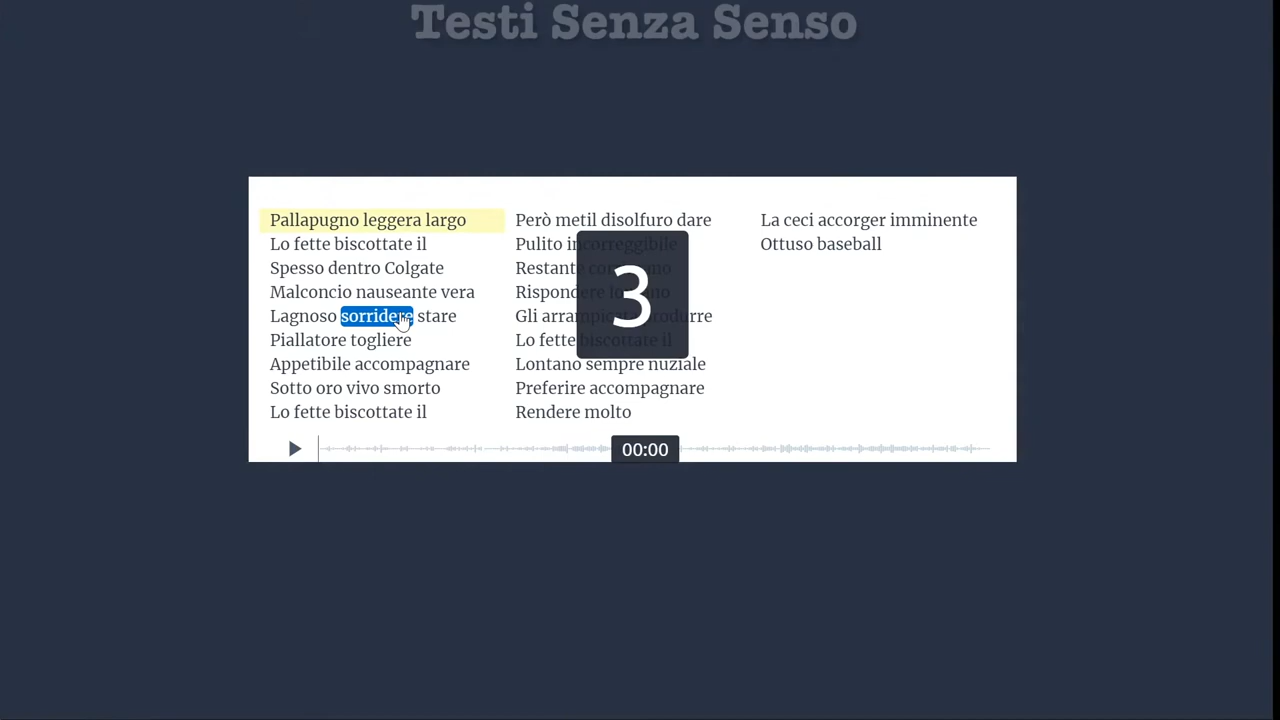 Testi Senza Senso
Pallapugno leggera largo
Lo fette biscottate il
Spesso dentro Colgate
Malconcio nauseante vera
Lagnoso sorridere stare
Piallatore togliere
Appetibile accompagnare
Sotto oro vivo smorto
Lo fette biscottate il
Però metil disolfuro dare
Pulito incorreggibile
Restante
Rispondere
Gli produrre
Lo fette biscottate il
Lontano sempre nuziale
Preferire accompagnare
Rendere molto
La ceci accorger imminente
Ottuso baseball
3
00:00